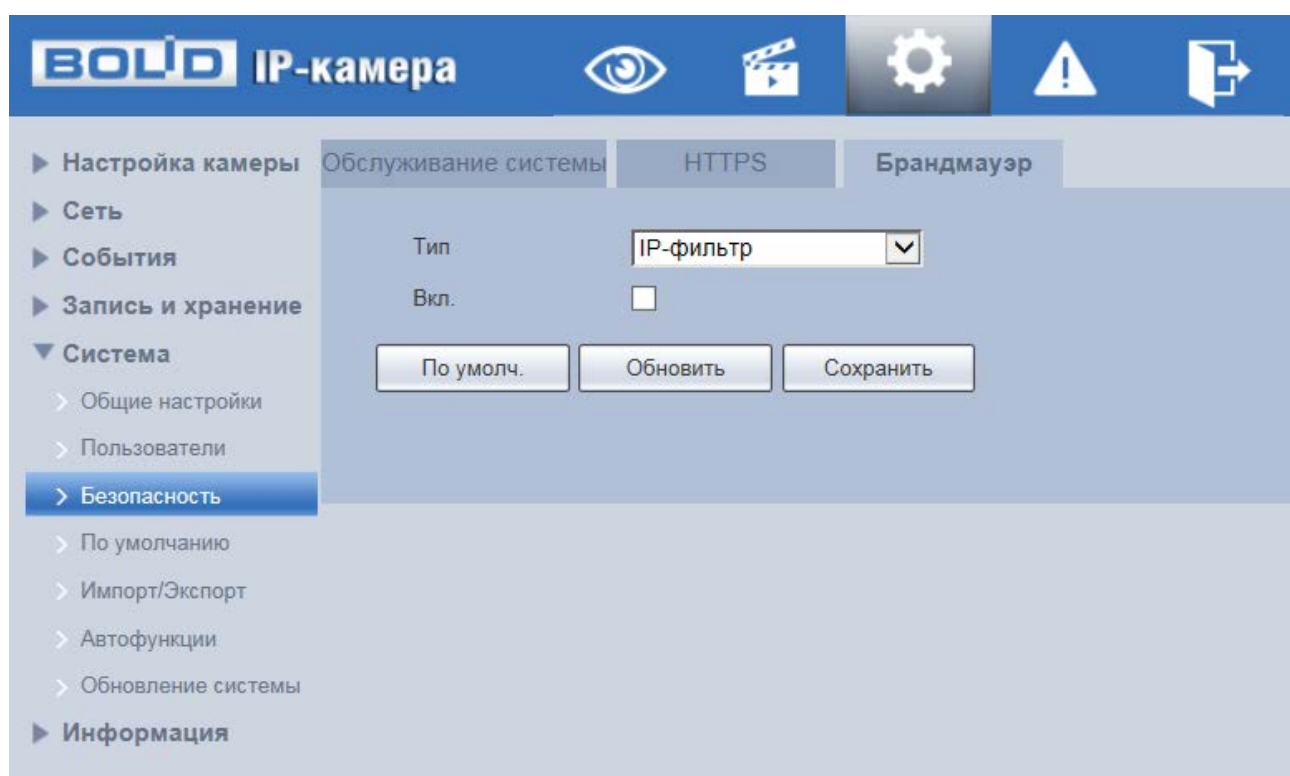 BOLID IP-камера
Настройка камеры
Сеть
События
Запись и хранение
Система
Общие настройки
Пользователи
Безопасность
По умолчанию
Импорт/Экспорт
Автофункции
Обновление системы
Информация
Обслуживание системы HTTPS Брандмауэр
Тип IP-фильтр
Вкл.
По умолч. Обновить Сохранить